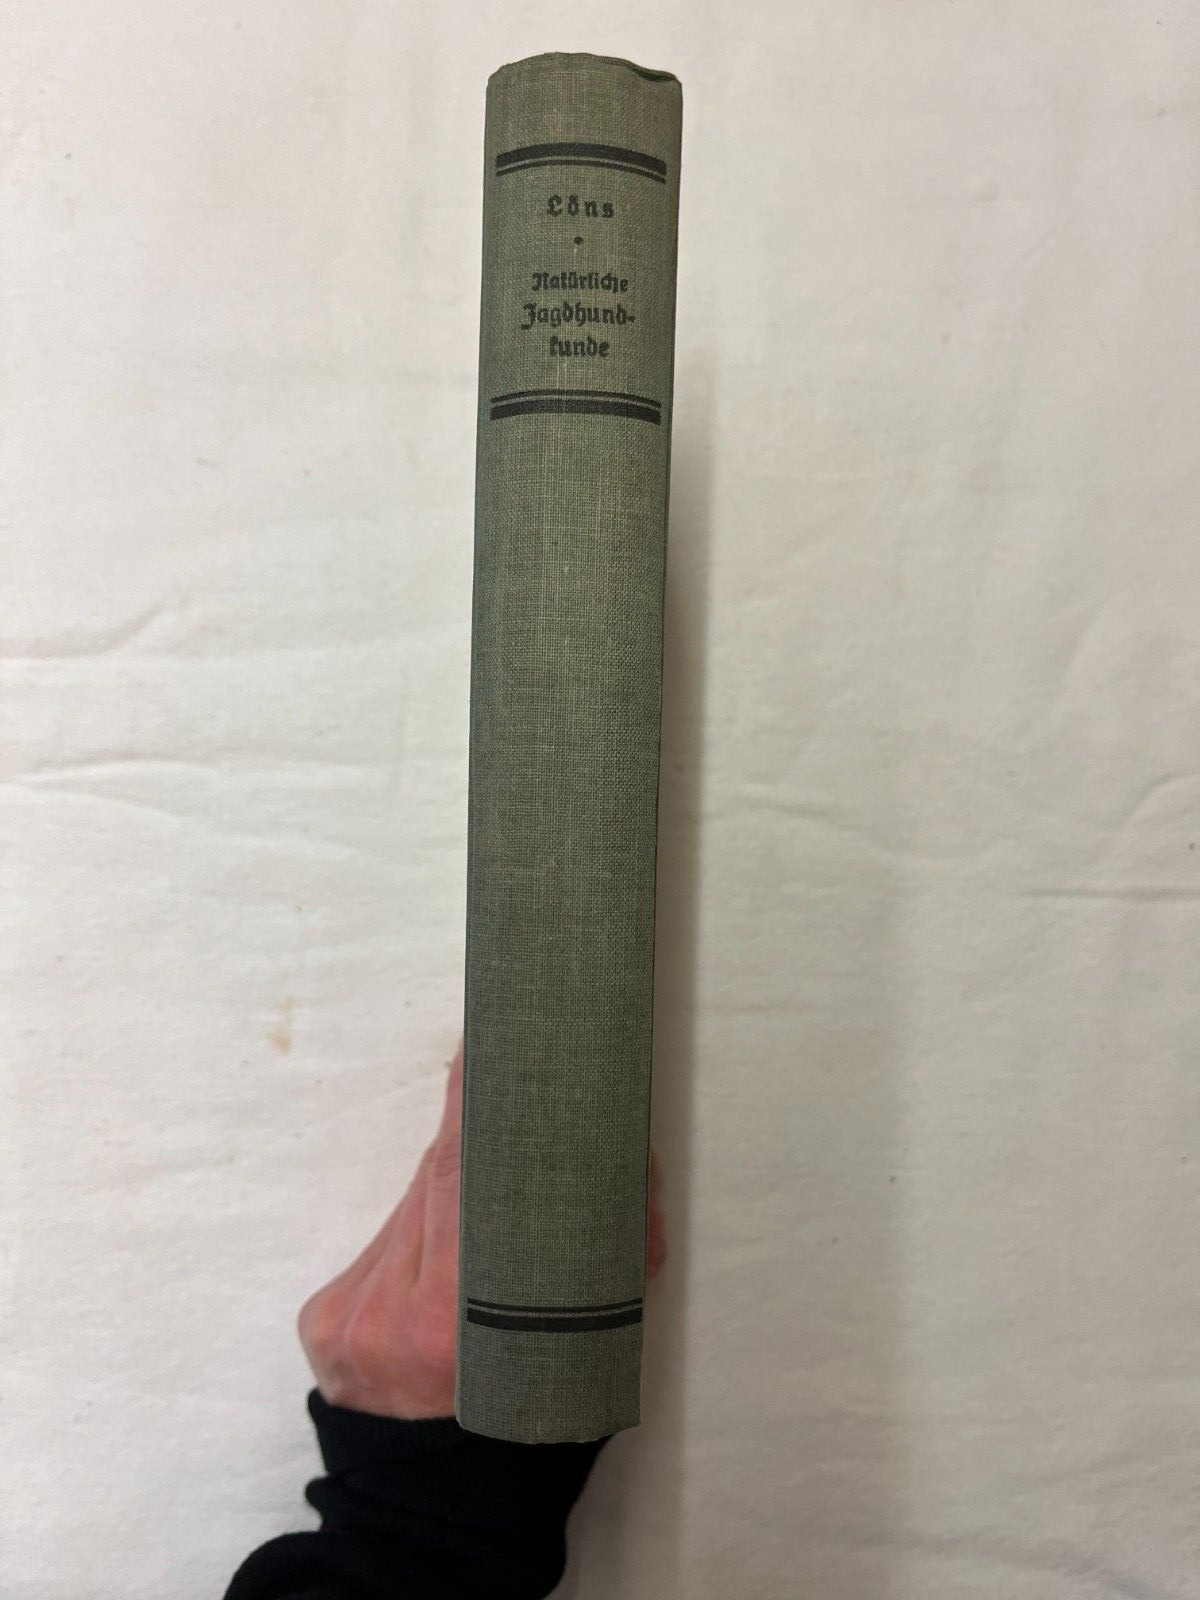 Löns
•
Natürliche
Jagdhund-
kunde